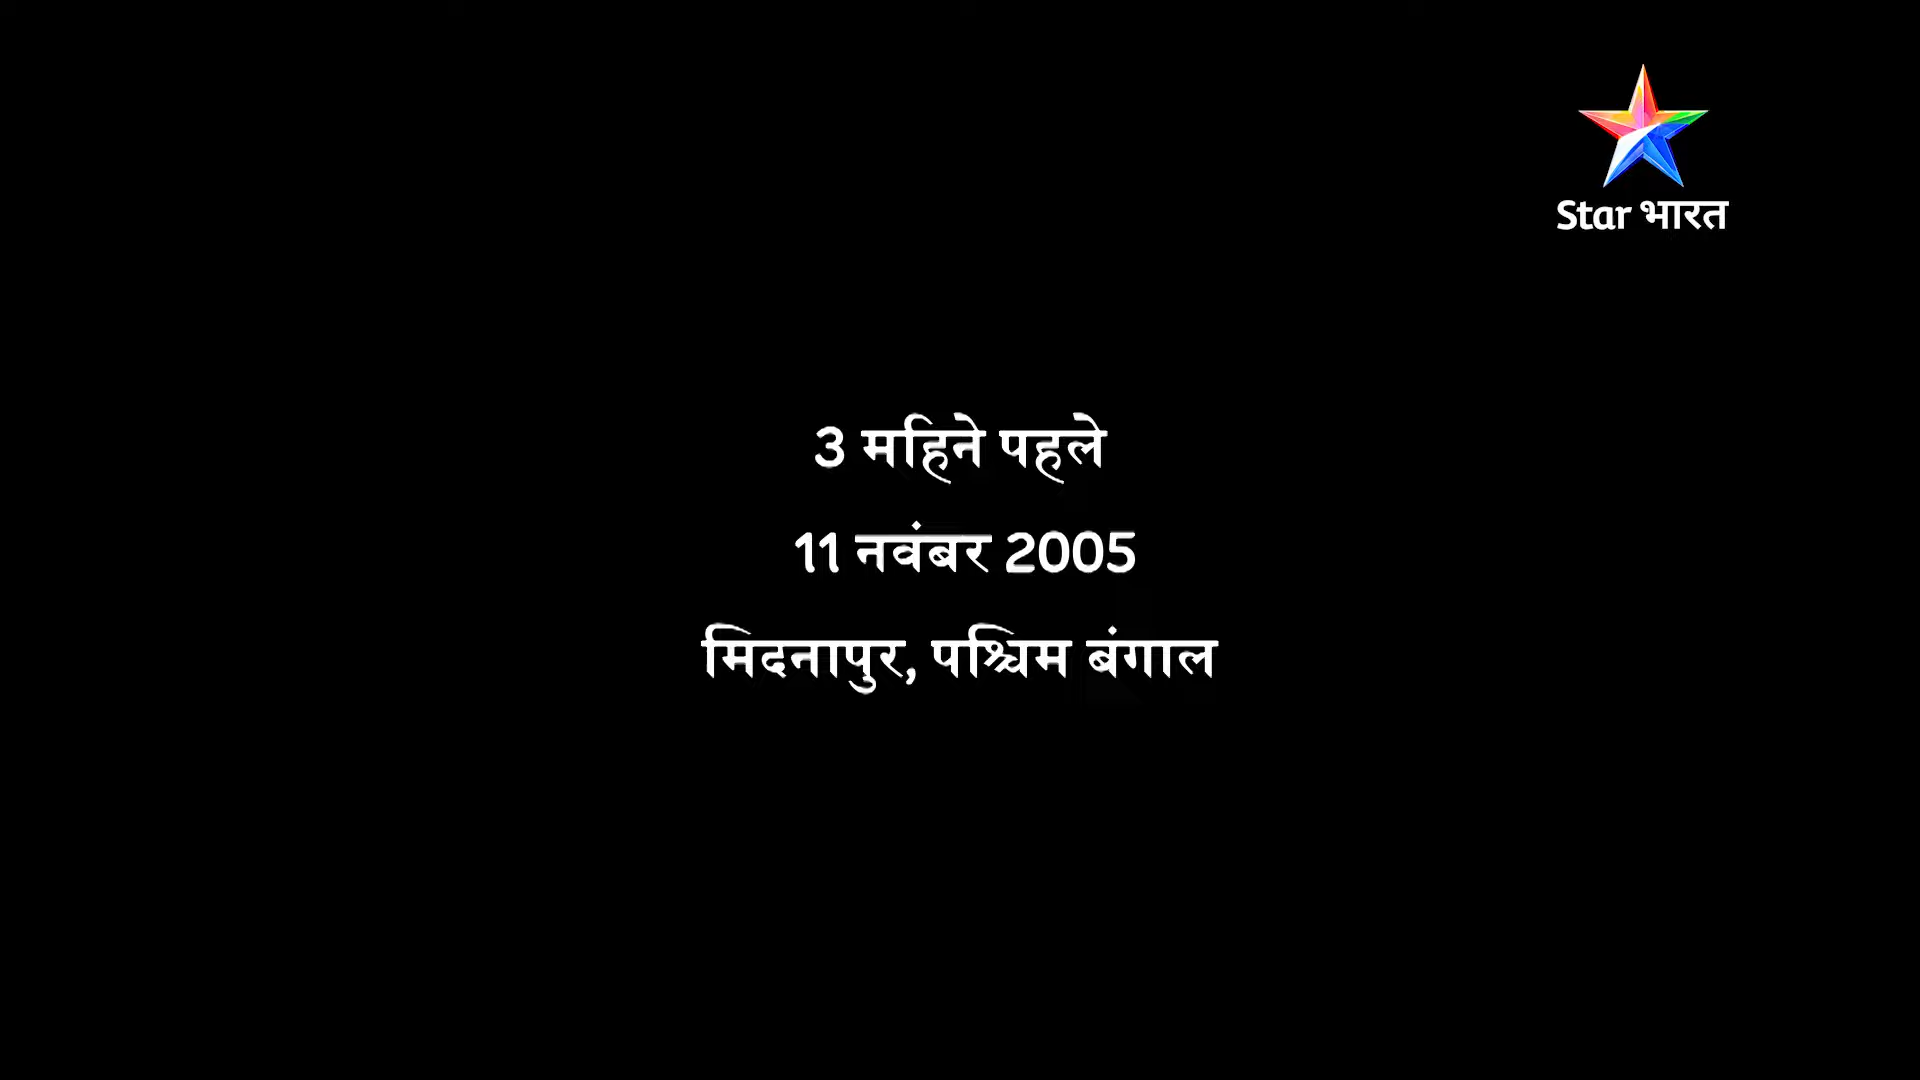 Star भारत
3 महिने पहले
11 नवंबर 2005
मिदनापुर, पश्चिम बंगाल